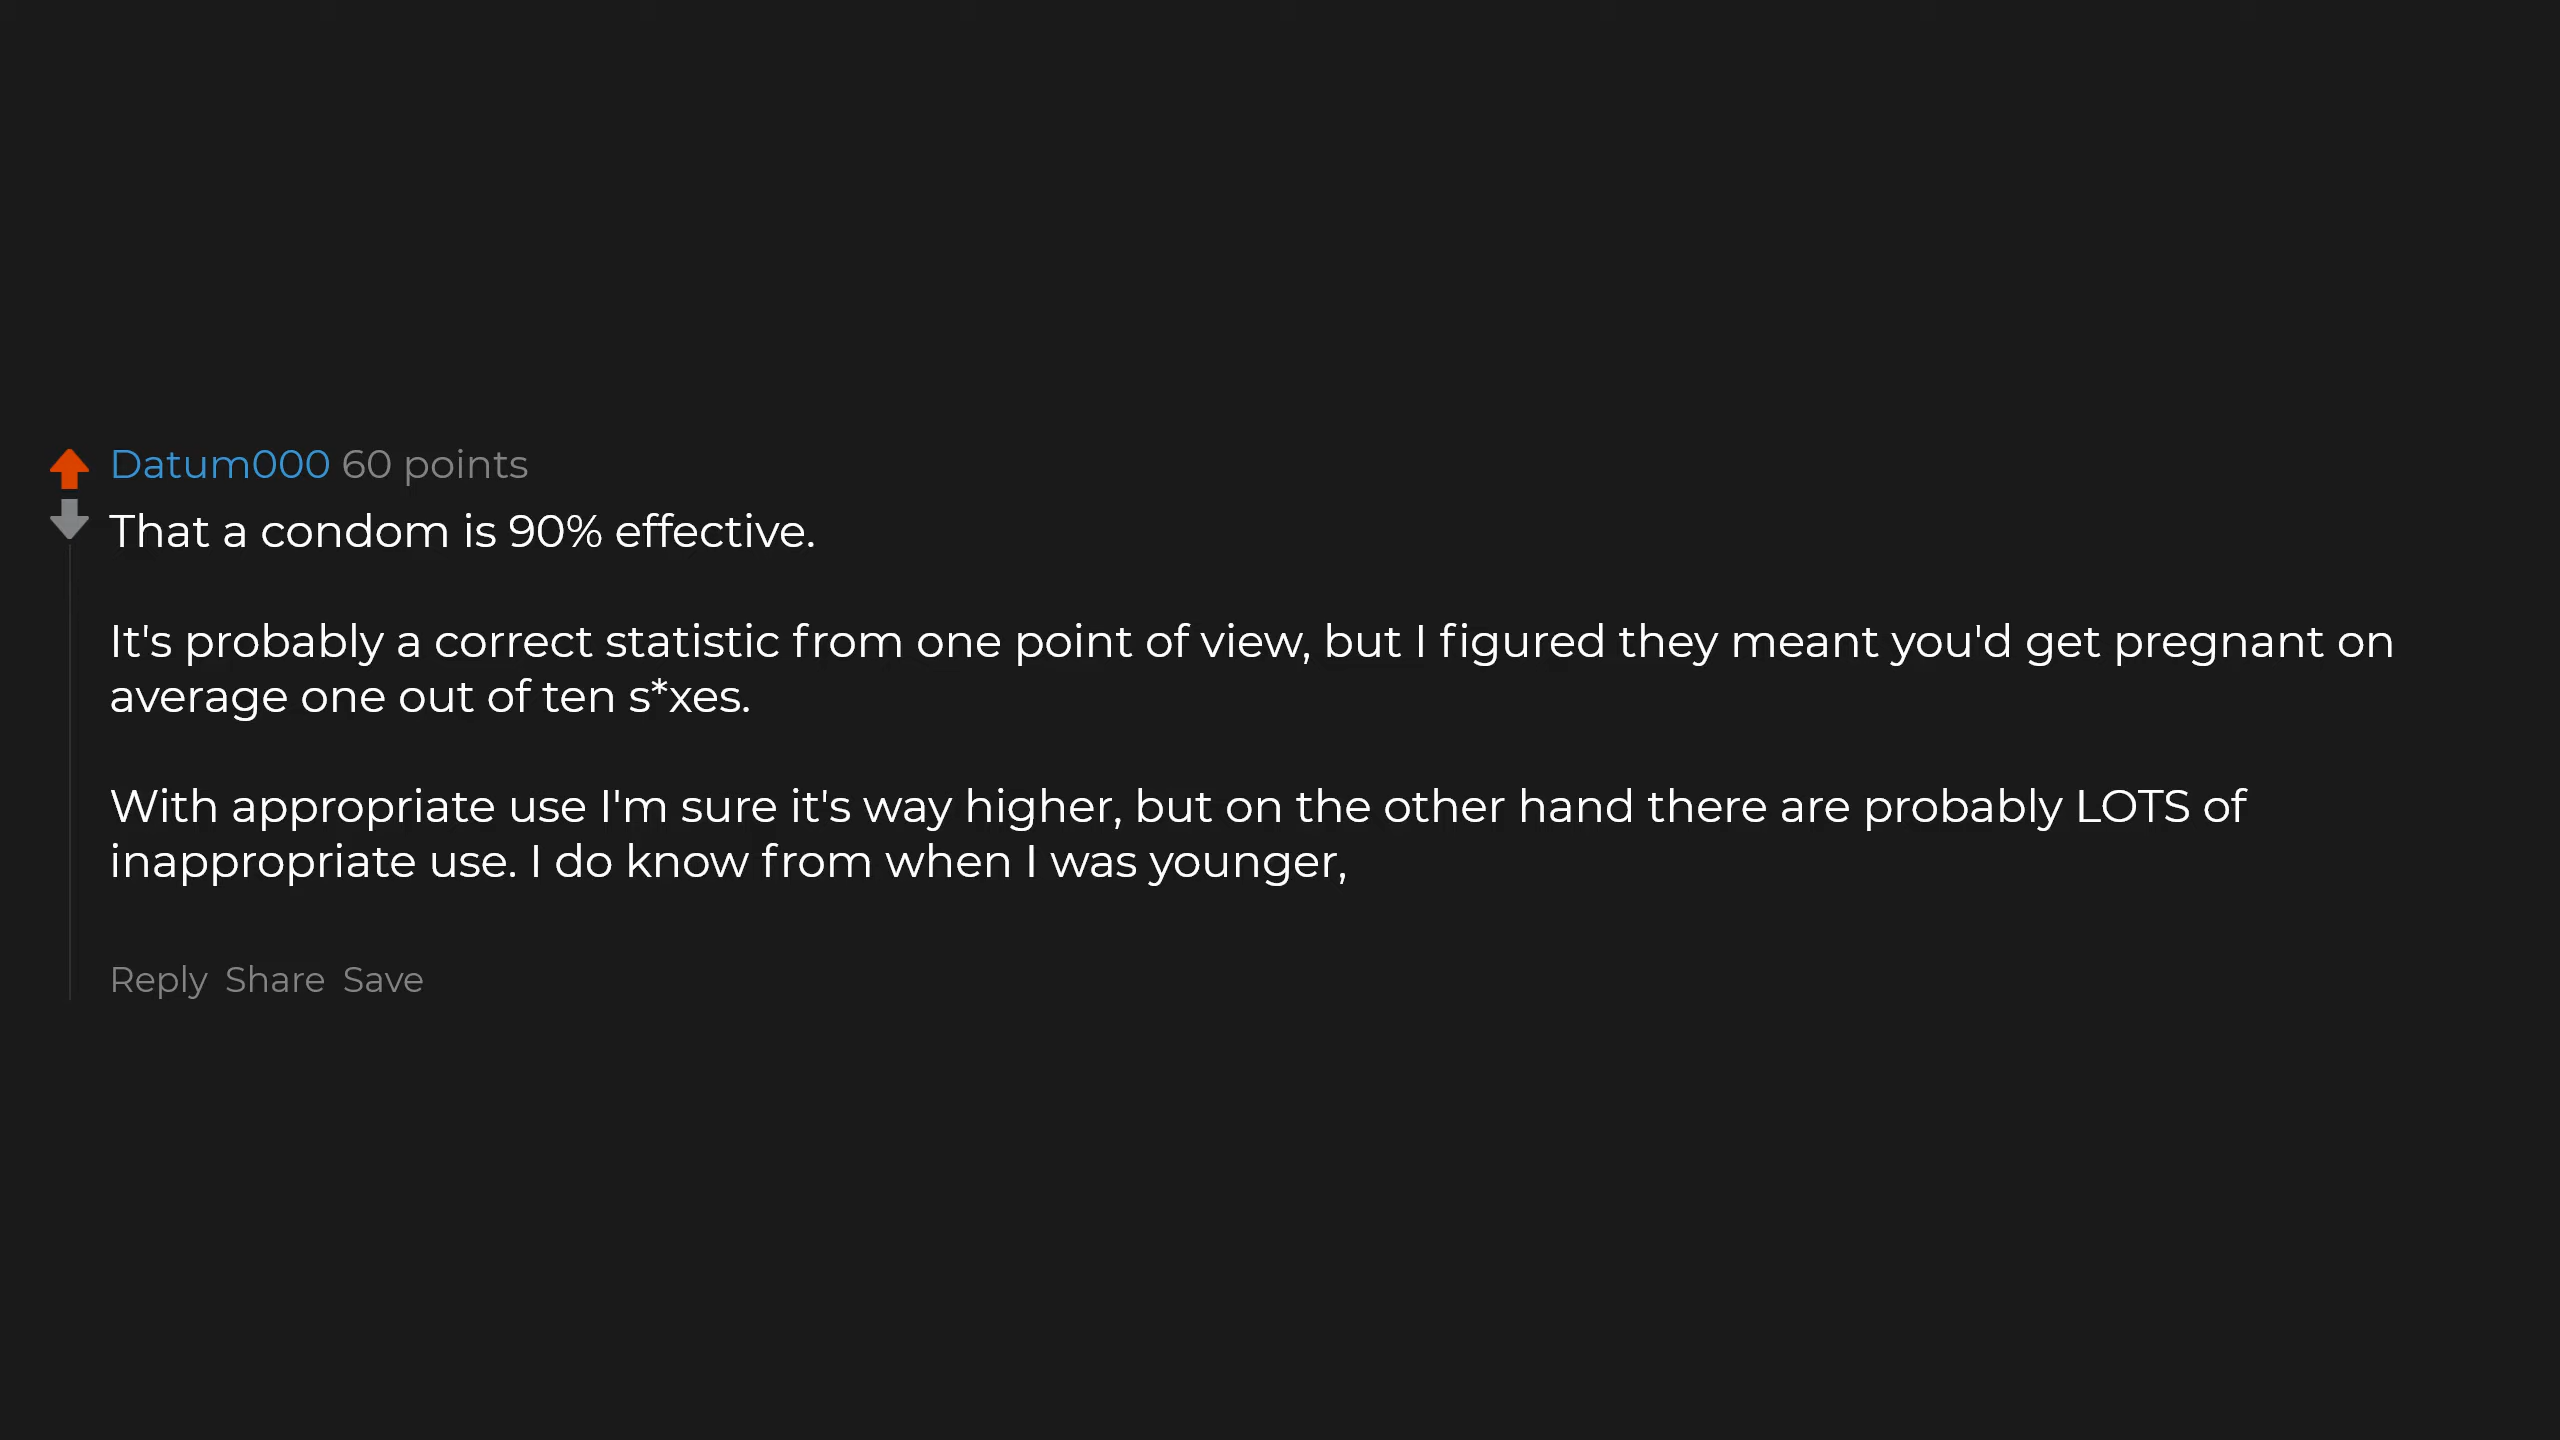 Datum000 60 points
That a condom is 90% effective.
It's probably a correct statistic from one point of view, but I figured they meant you'd get pregnant on
average one out of ten s*xes.
With appropriate use I'm sure it's way higher, but on the other hand there are probably LOTS of
inappropriate use. I do know from when I was younger,
Reply Share Save